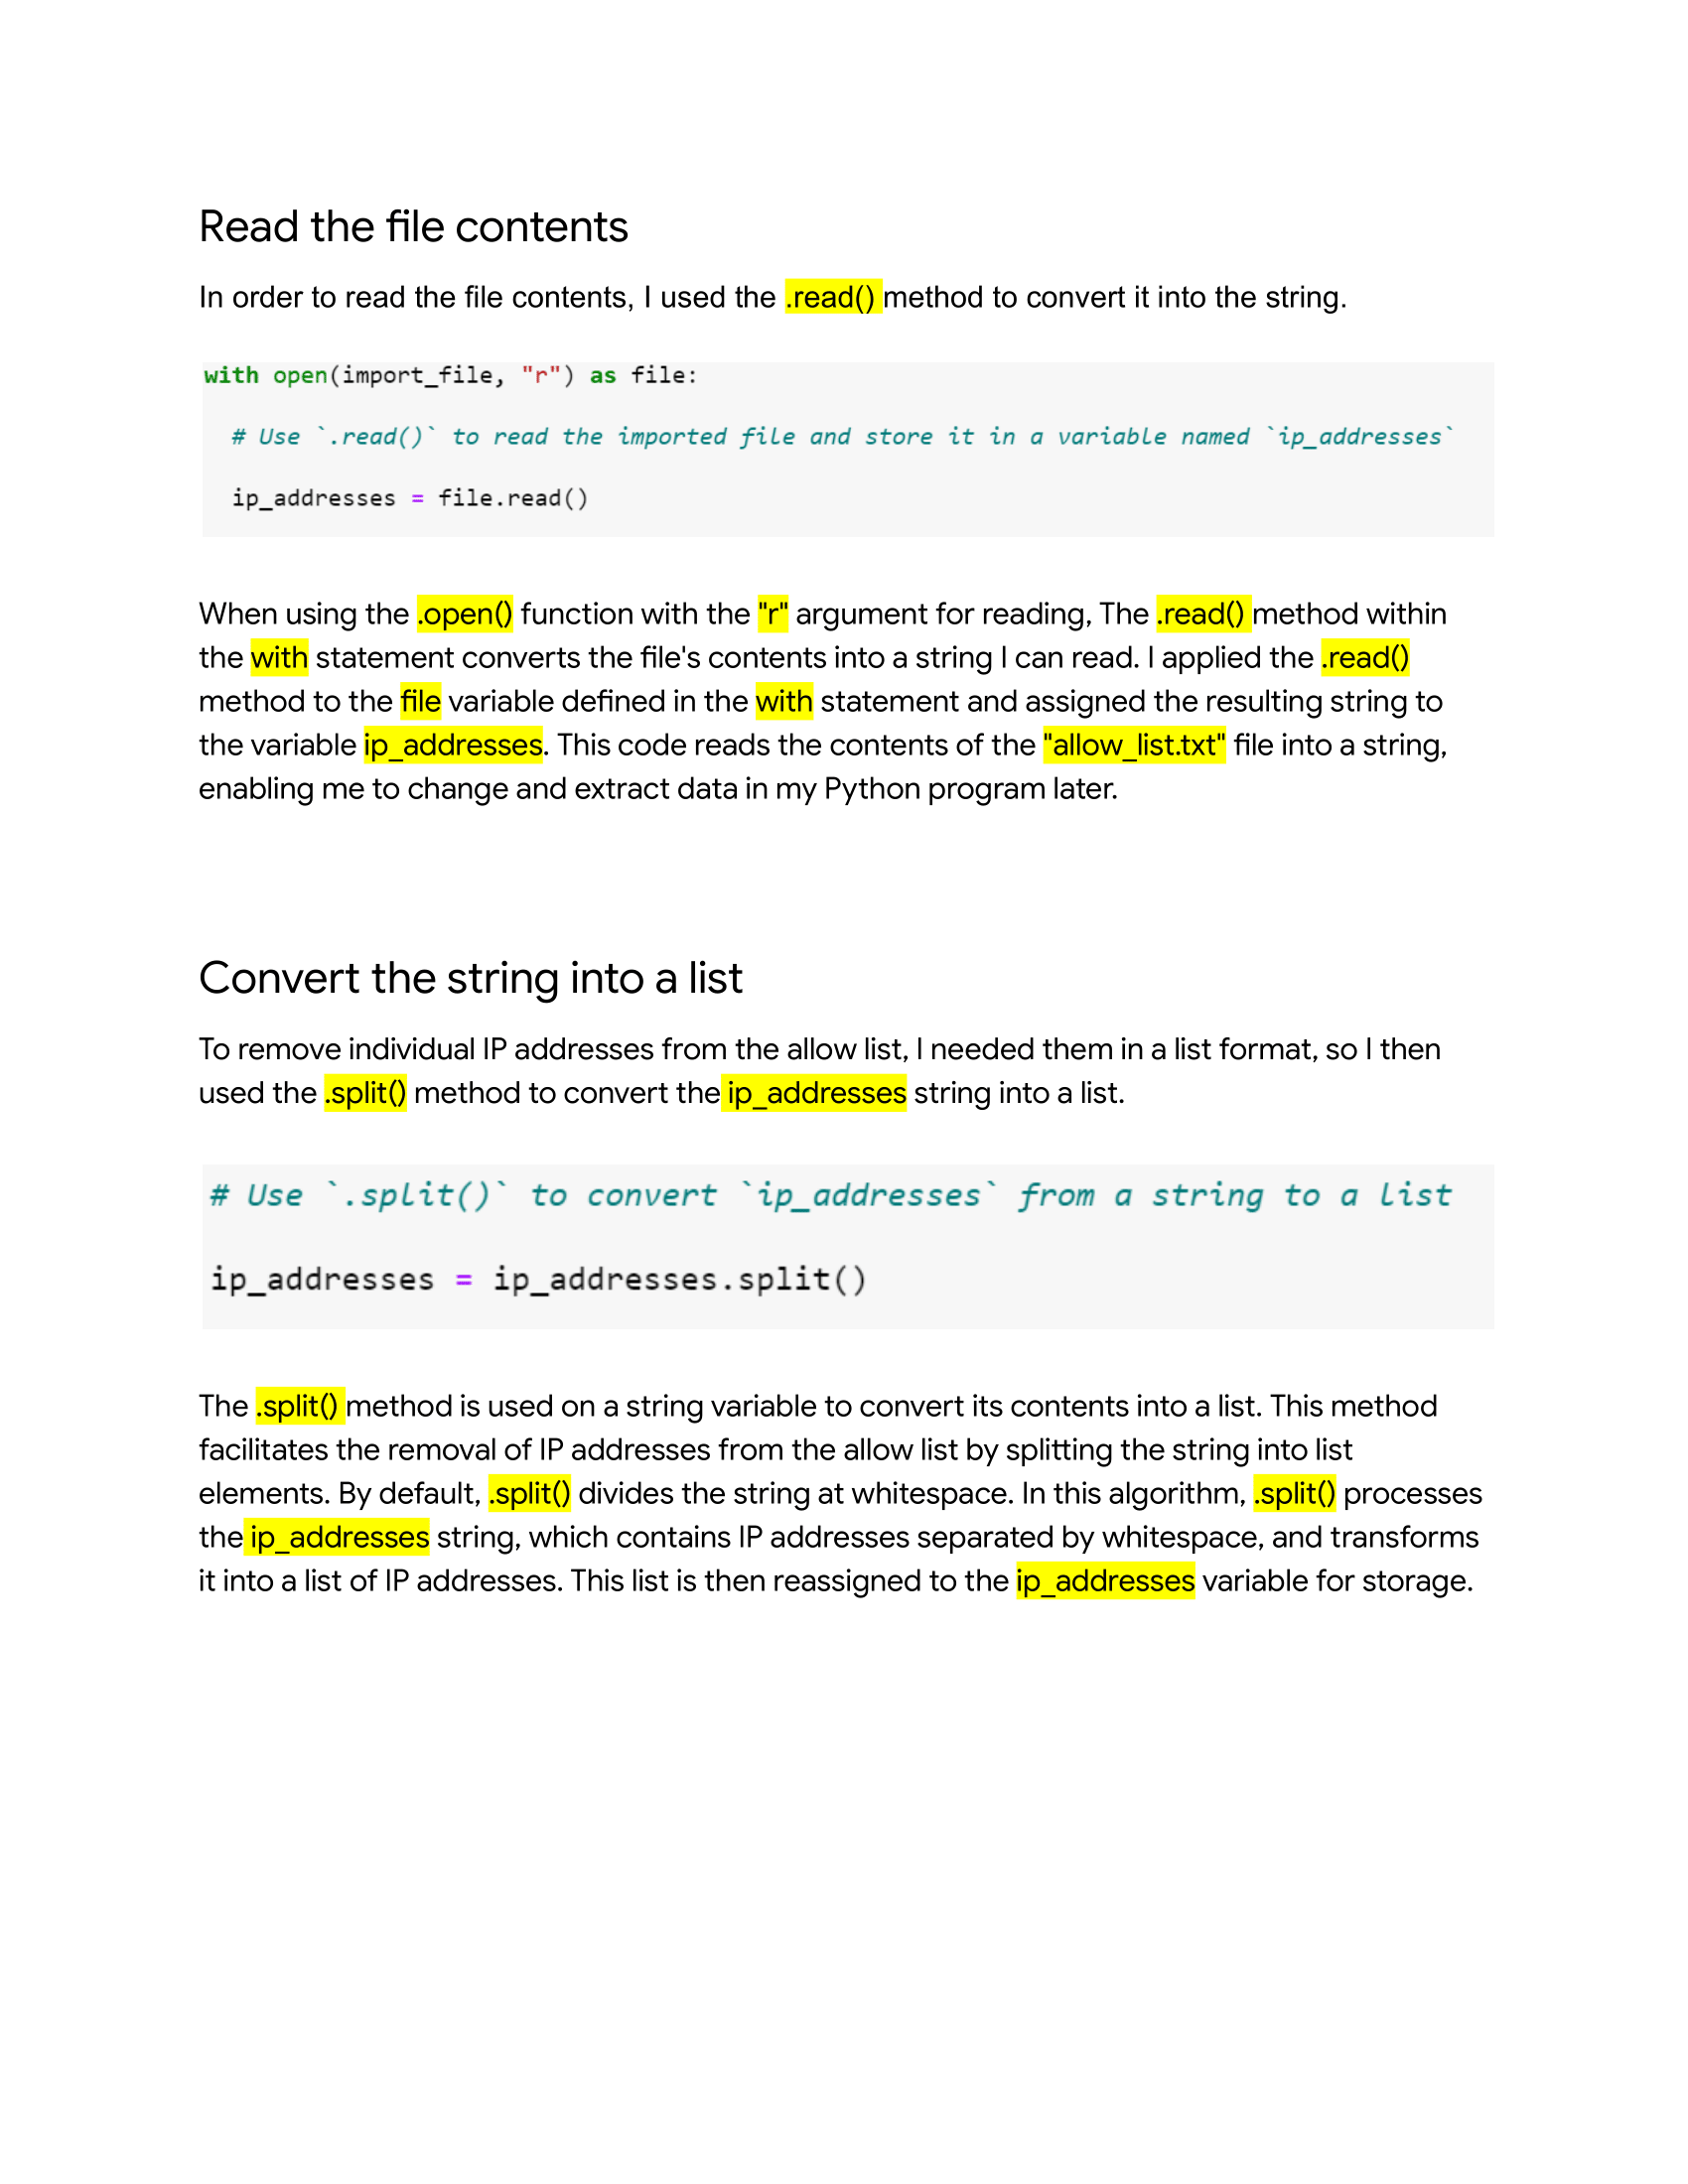 Read the file contents
In order to read the file contents, I used the .read() method to convert it into the string.
with open(import_file, "r") as file:
# Use `.read()` to read the imported file and store it in a variable named `ip_addresses`
ip_addresses = file.read()
When using the .open() function with the "r" argument for reading, The .read() method within
the with statement converts the file's contents into a string I can read. I applied the .read()
method to the file variable defined in the with statement and assigned the resulting string to
the variable ip_addresses. This code reads the contents of the "allow_list.txt" file into a string,
enabling me to change and extract data in my Python program later.
Convert the string into a list
To remove individual IP addresses from the allow list, I needed them in a list format, so I then
used the .split() method to convert the ip_addresses string into a list.
# Use `.split()` to convert `ip_addresses` from a string to a list
ip_addresses = ip_addresses.split()
The .split() method is used on a string variable to convert its contents into a list. This method
facilitates the removal of IP addresses from the allow list by splitting the string into list
elements. By default, .split() divides the string at whitespace. In this algorithm, .split() processes
the ip_addresses string, which contains IP addresses separated by whitespace, and transforms
it into a list of IP addresses. This list is then reassigned to the ip_addresses variable for storage.